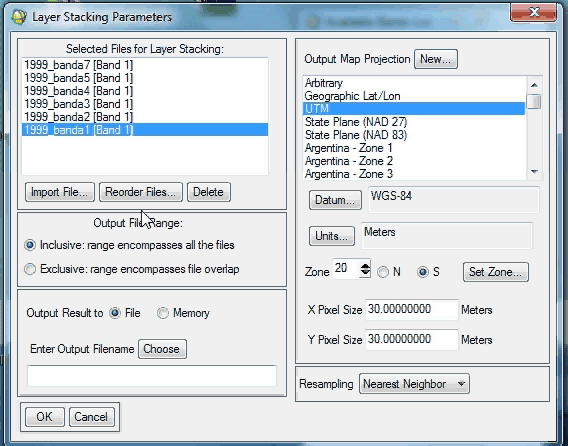 Layer Stacking Parameters
Selected Files for Layer Stacking:
1999_banda7 [Band 1]
1999_banda5 [Band 1]
1999_banda4 [Band 1]
1999_banda3 [Band 1]
1999_banda2 [Band 1]
1999_banda1 [Band 1]
Import File... Reorder Files... Delete
Output File Range:
Inclusive: range encompasses all the files
Exclusive: range encompasses file overlap
Output Result to File Memory
Enter Output Filename Choose
OK Cancel
Output Map Projection New...
Arbitrary
Geographic Lat/Lon
UTM
State Plane (NAD 27)
State Plane (NAD 83)
Argentina - Zone 1
Argentina - Zone 2
Argentina - Zone 3
Datum... WGS-84
Units... Meters
Zone 20 N S Set Zone...
X Pixel Size 30.00000000 Meters
Y Pixel Size 30.00000000 Meters
Resampling Nearest Neighbor